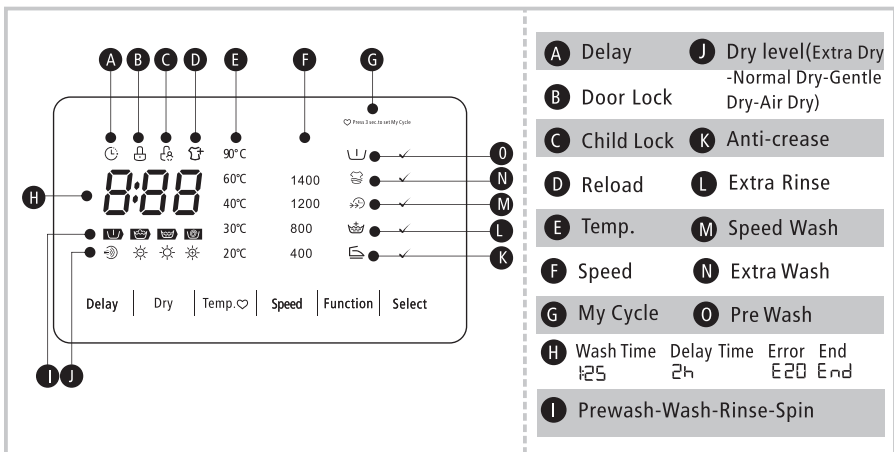 A B C D E F G
♡ Press 3 sec.to set My Cycle
90°C
O
8:88
60°C 1400
N
H
40°C 1200
M
30°C 800
L
20°C 400
K
Delay Dry Temp.♡ Speed Function Select
I J
A Delay
B Door Lock
C Child Lock
D Reload
E Temp.
F Speed
G My Cycle
J Dry level(Extra Dry
-Normal Dry-Gentle
Dry-Air Dry)
K Anti-crease
L Extra Rinse
M Speed Wash
N Extra Wash
O Pre Wash
H Wash Time Delay Time Error End
1:25 2h E20 End
I Prewash-Wash-Rinse-Spin